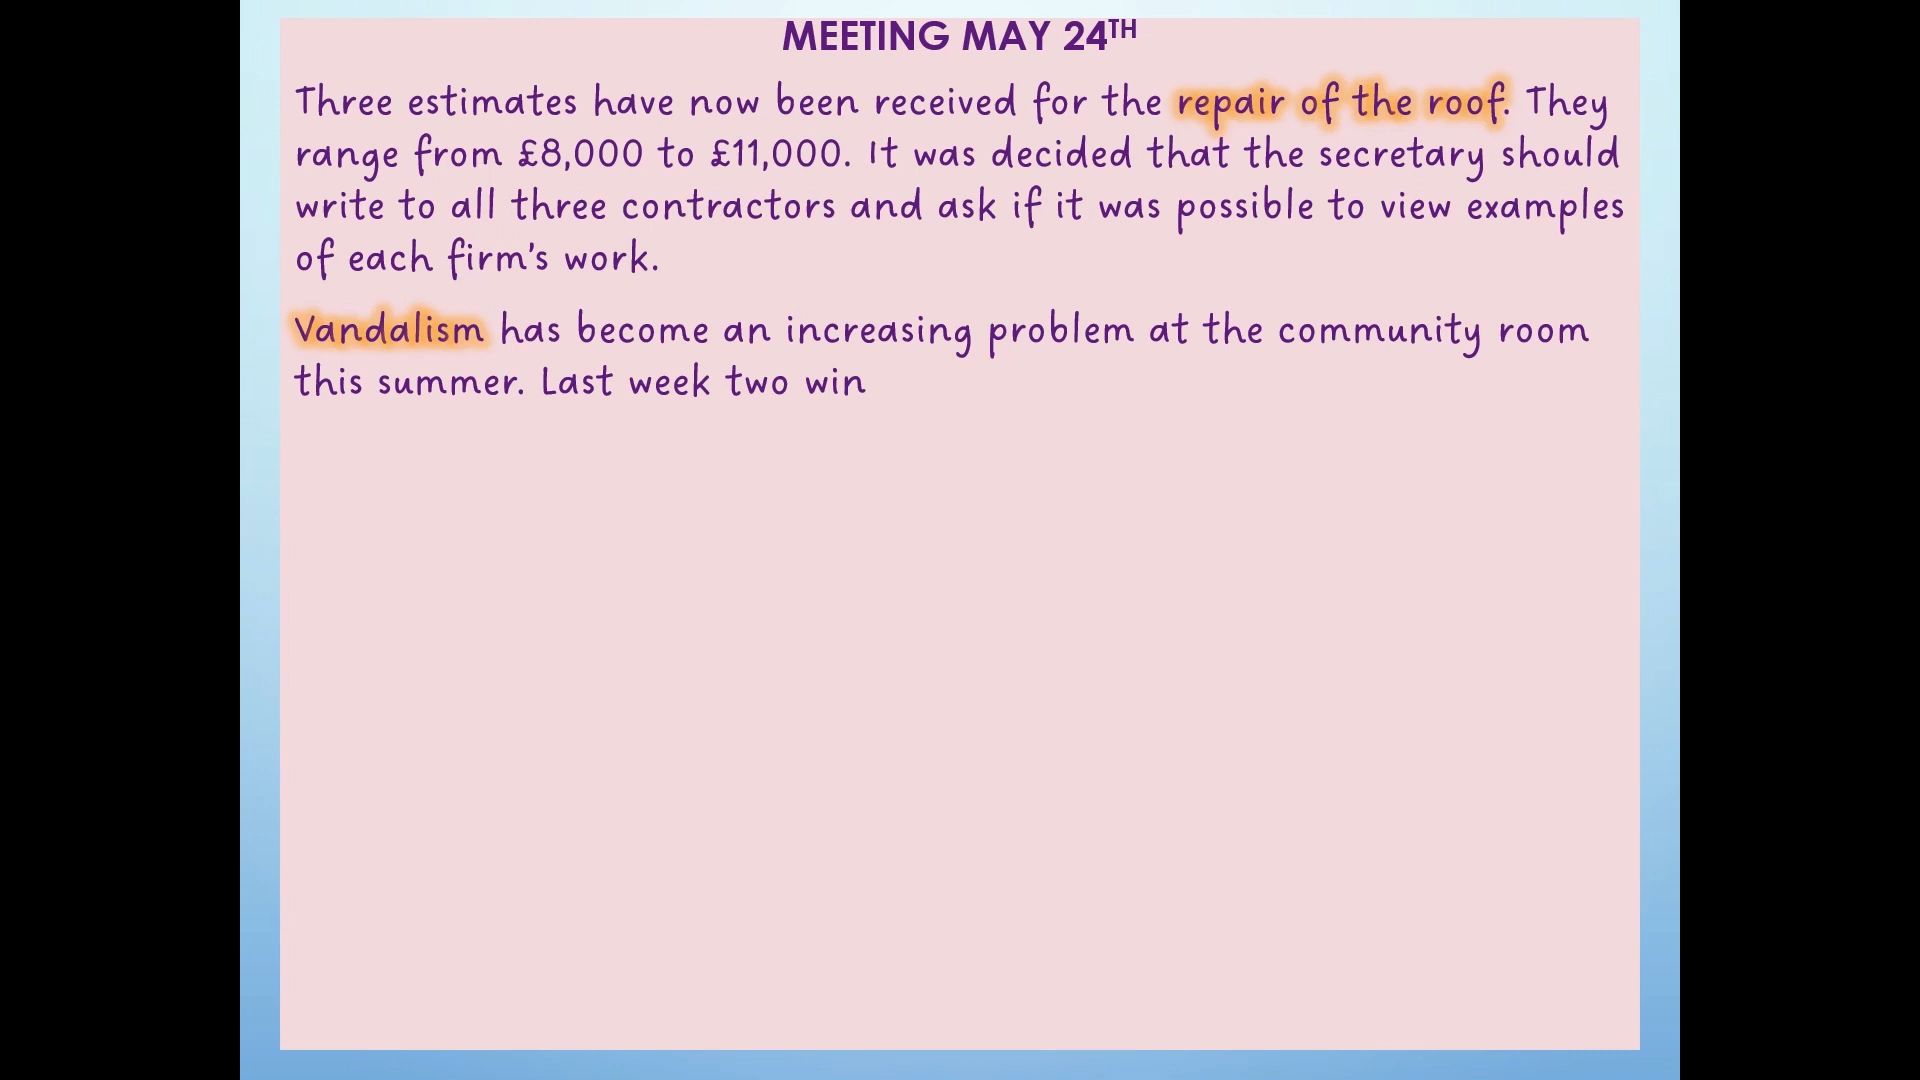 MEETING MAY 24TH
Three estimates have now been received for the repair of the roof. They
range from £8,000 to £11,000. It was decided that the secretary should
write to all three contractors and ask if it was possible to view examples
of each firm's work.
Vandalism has become an increasing problem at the community room
this summer. Last week two win